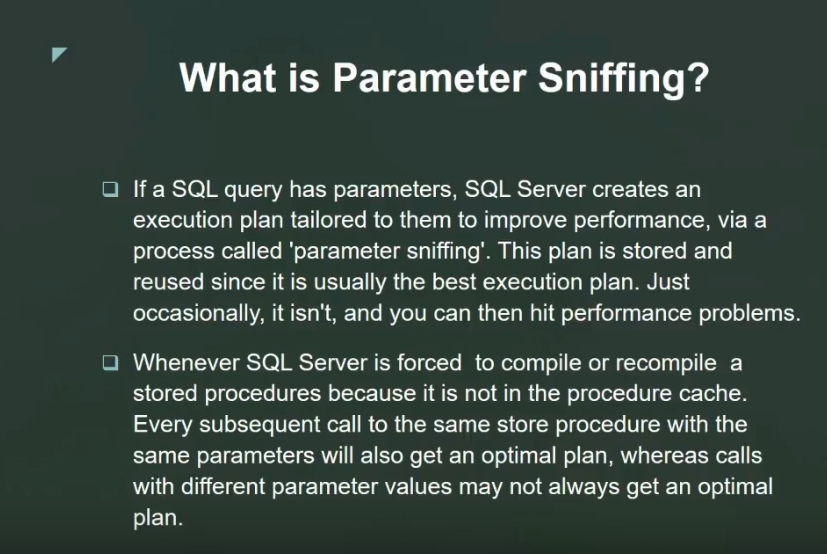 What is Parameter Sniffing?
If a SQL query has parameters, SQL Server creates an
execution plan tailored to them to improve performance, via a
process called 'parameter sniffing'. This plan is stored and
reused since it is usually the best execution plan. Just
occasionally, it isn't, and you can then hit performance problems.
Whenever SQL Server is forced  to compile or recompile  a
stored procedures because it is not in the procedure cache.
Every subsequent call to the same store procedure with the
same parameters will also get an optimal plan, whereas calls
with different parameter values may not always get an optimal
plan.